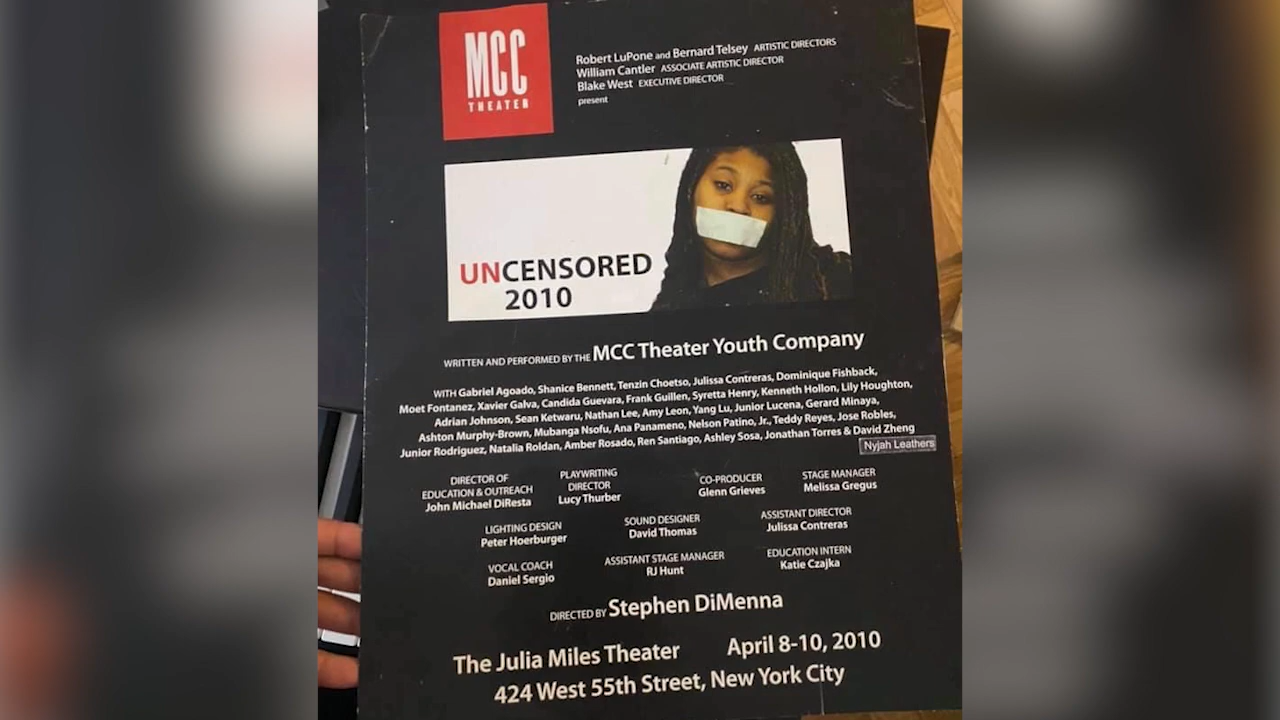 MCC
THEATER
Robert LuPone and Bernard Telsey ARTISTIC DIRECTORS
William Cantler ASSOCIATE ARTISTIC DIRECTOR
Blake West EXECUTIVE DIRECTOR
present
UNCENSORED
2010
WRITTEN AND PERFORMED BY THE MCC Theater Youth Company
WITH Gabriel Agoado, Shanice Bennett, Tenzin Choetso, Julissa Contreras, Dominique Fishback,
Moet Fontanez, Xavier Galva, Candida Guevara, Frank Guillen, Syretta Henry, Kenneth Hollon, Lily Houghton,
Adrian Johnson, Sean Ketwaru, Nathan Lee, Amy Leon, Yang Lu, Junior Lucena, Gerard Minaya,
Ashton Murphy-Brown, Mubanga Nsofu, Ana Panameno, Nelson Patino, Jr., Teddy Reyes, Jose Robles,
Junior Rodriguez, Natalia Roldan, Amber Rosado, Ren Santiago, Ashley Sosa, Jonathan Torres & David Zheng
Nyjah Leathers
DIRECTOR OF
EDUCATION & OUTREACH
John Michael DiResta
PLAYWRITING
DIRECTOR
Lucy Thurber
CO-PRODUCER
Glenn Grieves
STAGE MANAGER
Melissa Gregus
LIGHTING DESIGN
Peter Hoerburger
SOUND DESIGNER
David Thomas
ASSISTANT DIRECTOR
Julissa Contreras
VOCAL COACH
Daniel Sergio
ASSISTANT STAGE MANAGER
RJ Hunt
EDUCATION INTERN
Katie Czajka
DIRECTED BY Stephen DiMenna
The Julia Miles Theater April 8-10, 2010
424 West 55th Street, New York City